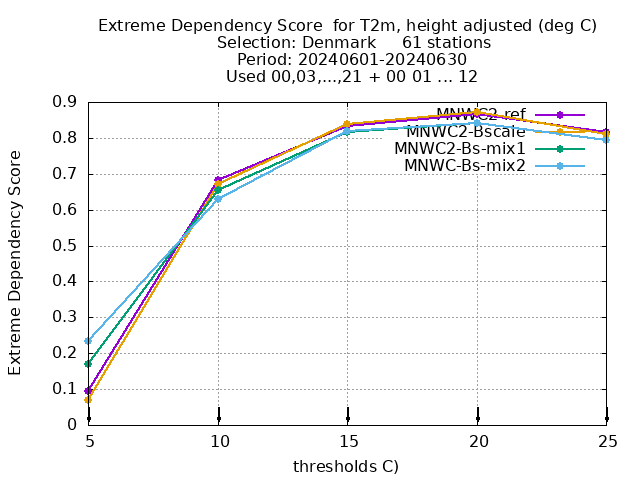 Extreme Dependency Score  for T2m, height adjusted (deg C)
Selection: Denmark     61 stations
Period: 20240601-20240630
Used 00,03,...,21 + 00 01 ... 12
Extreme Dependency Score
0.9
0.8
0.7
0.6
0.5
0.4
0.3
0.2
0.1
0
MNWC2-ref
MNWC2-Bscale
MNWC2-Bs-mix1
MNWC-Bs-mix2
5 10 15 20 25
thresholds C)